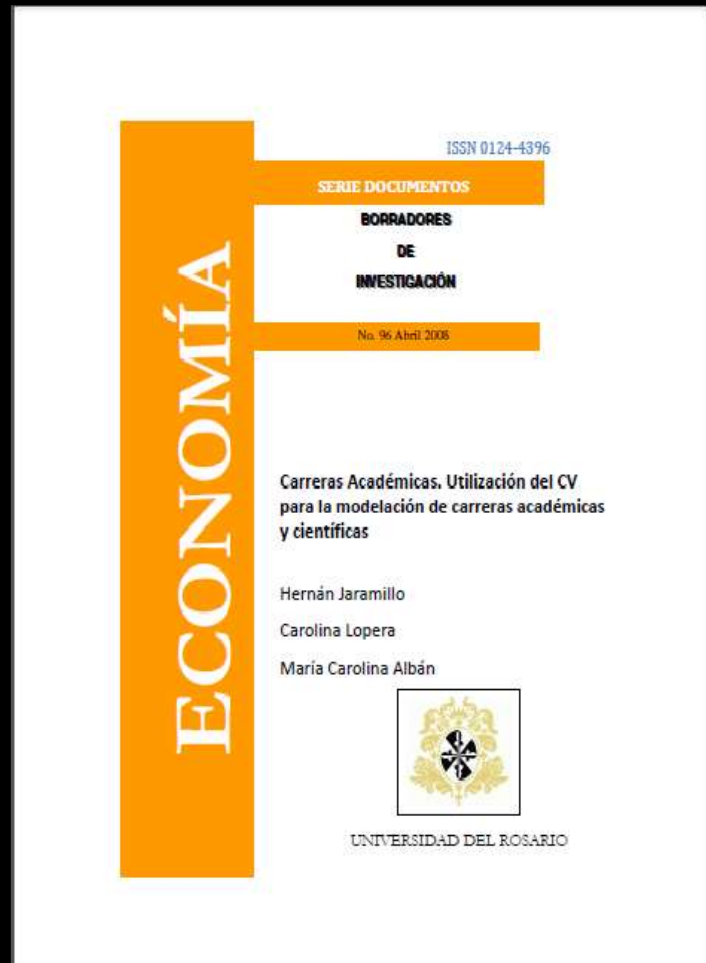 ISSN 0124-4396
SERIE DOCUMENTOS
BORRADORES
DE
INVESTIGACIÓN
No. 96 Abril 2008
ECONOMÍA
Carreras Académicas. Utilización del CV
para la modelación de carreras académicas
y científicas
Hernán Jaramillo
Carolina Lopera
María Carolina Albán
UNIVERSIDAD DEL ROSARIO